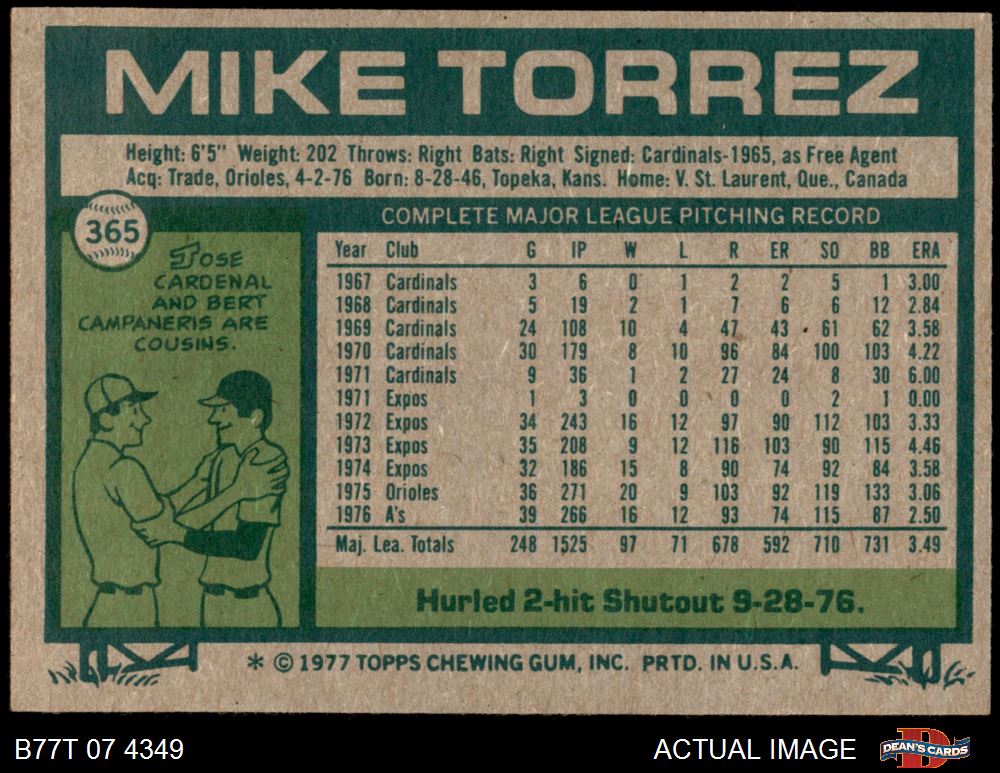 MIKE TORREZ
Height: 6'5" Weight: 202 Throws: Right Bats: Right Signed: Cardinals-1965, as Free Agent
Acq: Trade, Orioles, 4-2-76 Born: 8-28-46, Topeka, Kans. Home: V. St. Laurent, Que., Canada
365
JOSE
CARDENAL
AND BERT
CAMPANERIS ARE
COUSINS.
COMPLETE MAJOR LEAGUE PITCHING RECORD
Year Club G IP W L R ER SO BB ERA
1967 Cardinals 3 6 0 1 2 2 5 1 3.00
1968 Cardinals 5 19 2 1 7 6 6 12 2.84
1969 Cardinals 24 108 10 4 47 43 61 62 3.58
1970 Cardinals 30 179 8 10 96 84 100 103 4.22
1971 Cardinals 9 36 1 2 27 24 8 30 6.00
1971 Expos 1 3 0 0 0 0 2 1 0.00
1972 Expos 34 243 16 12 97 90 112 103 3.33
1973 Expos 35 208 9 12 116 103 90 115 4.46
1974 Expos 32 186 15 8 90 74 92 84 3.58
1975 Orioles 36 271 20 9 103 92 119 133 3.06
1976 A's 39 266 16 12 93 74 115 87 2.50
Maj. Lea. Totals 248 1525 97 71 678 592 710 731 3.49
Hurled 2-hit Shutout 9-28-76.
* © 1977 TOPPS CHEWING GUM, INC. PRTD. IN U.S.A.
B77T 07 4349 ACTUAL IMAGE
DEAN'S CARDS